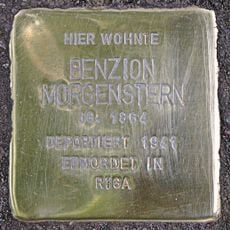 HIER WOHNTE
BENZION
MORGENSTERN
JG. 1864
DEPORTIERT 1941
ERMORDET IN
RIGA